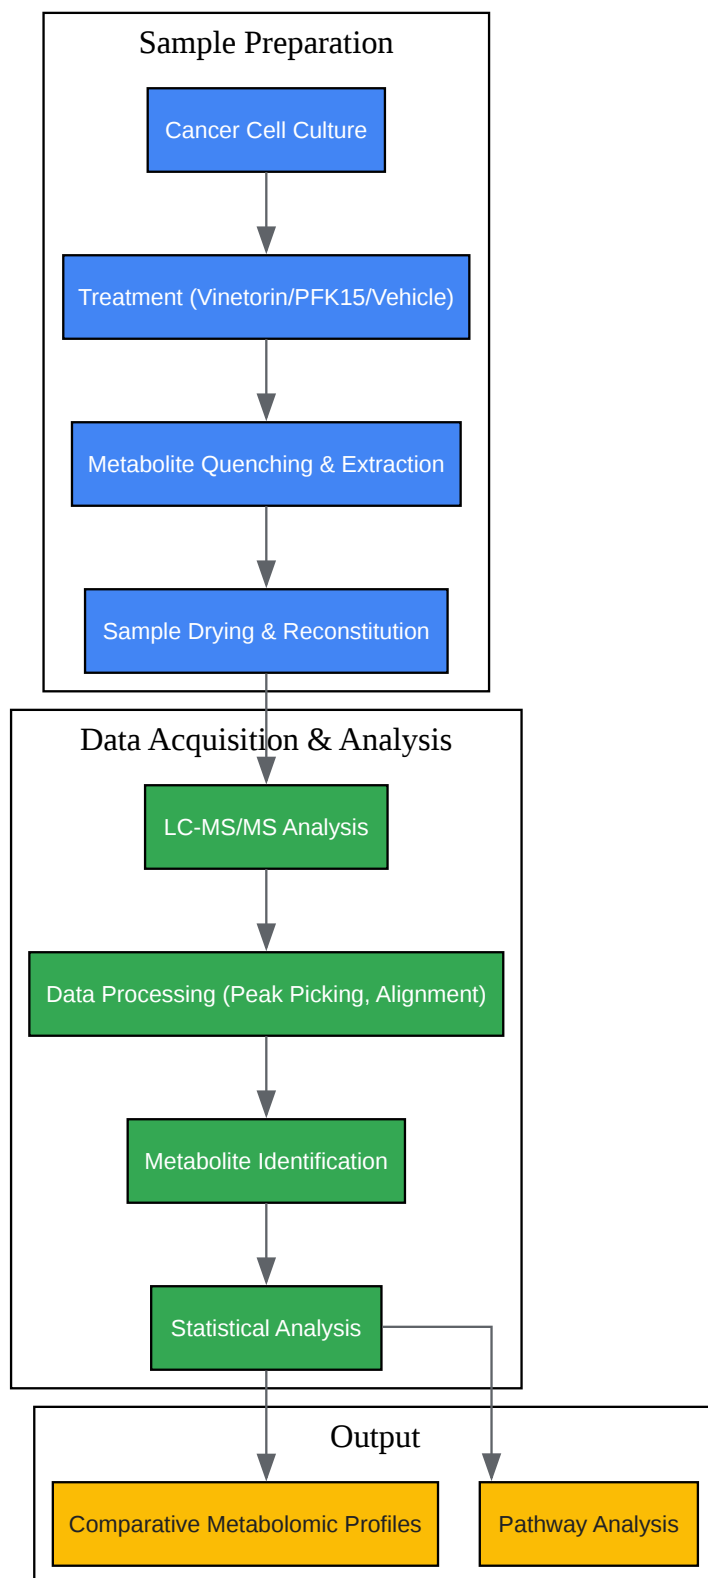 Sample Preparation
Cancer Cell Culture
Treatment (Vinetorin/PFK15/Vehicle)
Metabolite Quenching & Extraction
Sample Drying & Reconstitution
Data Acquisition & Analysis
LC-MS/MS Analysis
Data Processing (Peak Picking, Alignment)
Metabolite Identification
Statistical Analysis
Output
Comparative Metabolomic Profiles
Pathway Analysis